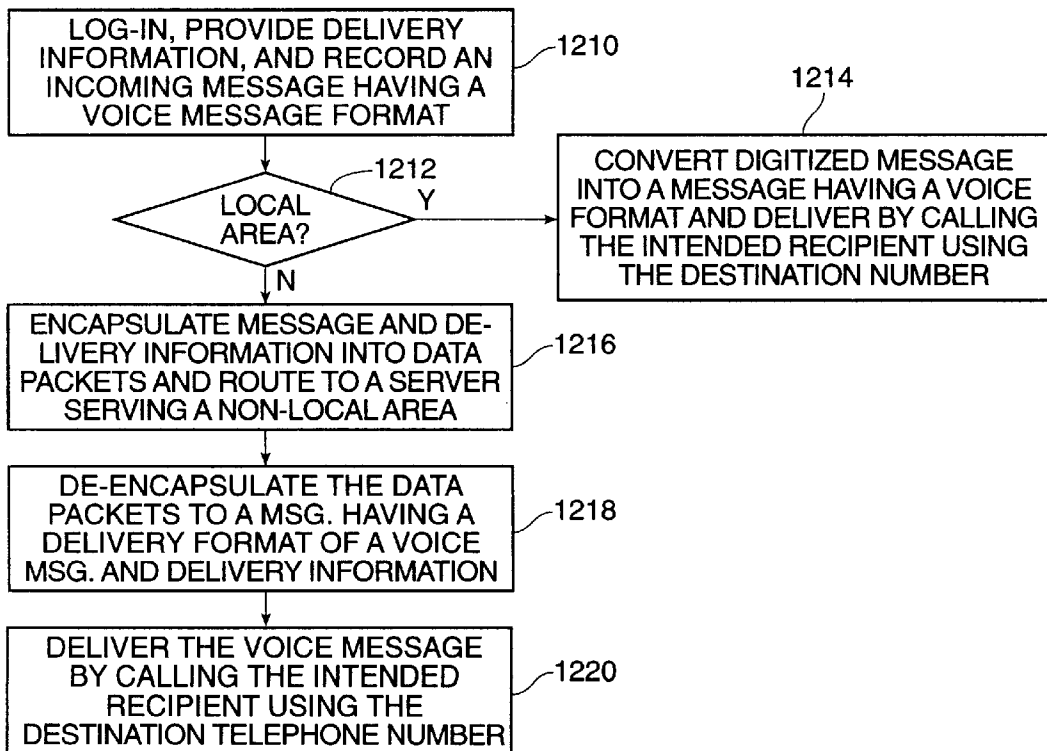 LOG-IN, PROVIDE DELIVERY
INFORMATION, AND RECORD AN
INCOMING MESSAGE HAVING A
VOICE MESSAGE FORMAT
1210
1214
1212
LOCAL
AREA?
Y
N
CONVERT DIGITIZED MESSAGE
INTO A MESSAGE HAVING A VOICE
FORMAT AND DELIVER BY CALLING
THE INTENDED RECIPIENT USING
THE DESTINATION NUMBER
ENCAPSULATE MESSAGE AND DE-
LIVERY INFORMATION INTO DATA
PACKETS AND ROUTE TO A SERVER
SERVING A NON-LOCAL AREA
1216
DE-ENCAPSULATE THE DATA
PACKETS TO A MSG. HAVING A
DELIVERY FORMAT OF A VOICE
MSG. AND DELIVERY INFORMATION
1218
DELIVER THE VOICE MESSAGE
BY CALLING THE INTENDED
RECIPIENT USING THE
DESTINATION TELEPHONE NUMBER
1220